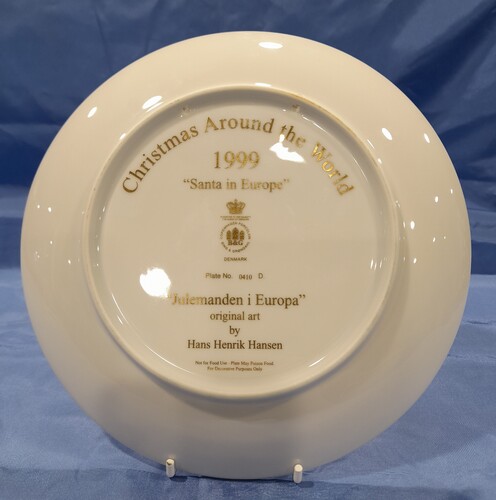 Christmas Around the World
1999
"Santa in Europe"
B&G
DENMARK
Plate No. 0410 D
"Julemanden i Europa"
original art
by
Hans Henrik Hansen
Not for Food Use - Plate May Poison Food
For Decorative Purposes Only